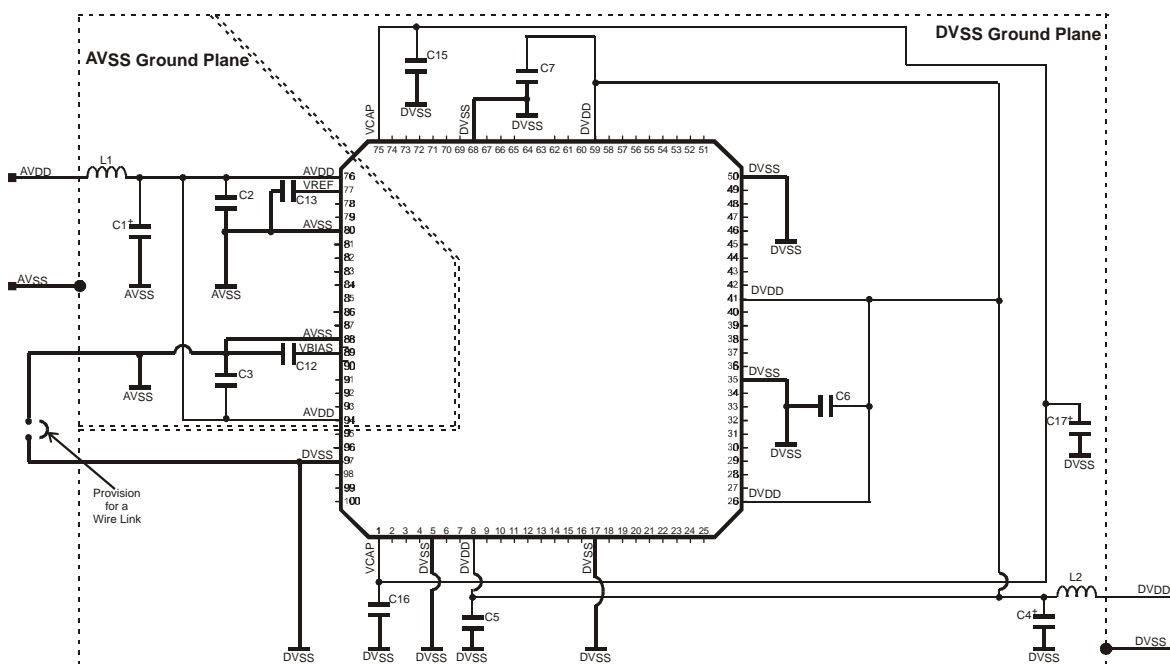 AVSS Ground Plane
DVSS Ground Plane
C15
C7
DVSS
DVSS
VCAP
DVSS
DVDD
75 74 73 72 71 70 69 68 67 66 65 64 63 62 61 60 59 58 57 56 55 54 53 52 51
L1
AVDD
AVDD
76
VREF
77
C13
C2
C1†
78
79
AVSS
80
81
82
83
AVSS
84
AVSS
AVSS
85
86
87
AVSS
88
VBIAS
89
C12
90
C3
91
AVSS
92
93
AVDD
94
95
96
DVSS
97
98
99
100
Provision
for a
Wire Link
50
DVSS
49
48
47
46
45
DVSS
44
43
42
41
DVDD
40
39
38
37
36
35
DVSS
34
33
C6
32
C17†
31
30
DVSS
29
DVSS
28
27
26
DVDD
1 2 3 4 5 6 7 8 9 10 11 12 13 14 15 16 17 18 19 20 21 22 23 24 25
VCAP
DVSS
DVDD
DVSS
L2
DVDD
C16
C5
C4†
DVSS
DVSS
DVSS
DVSS
DVSS
DVSS
DVSS